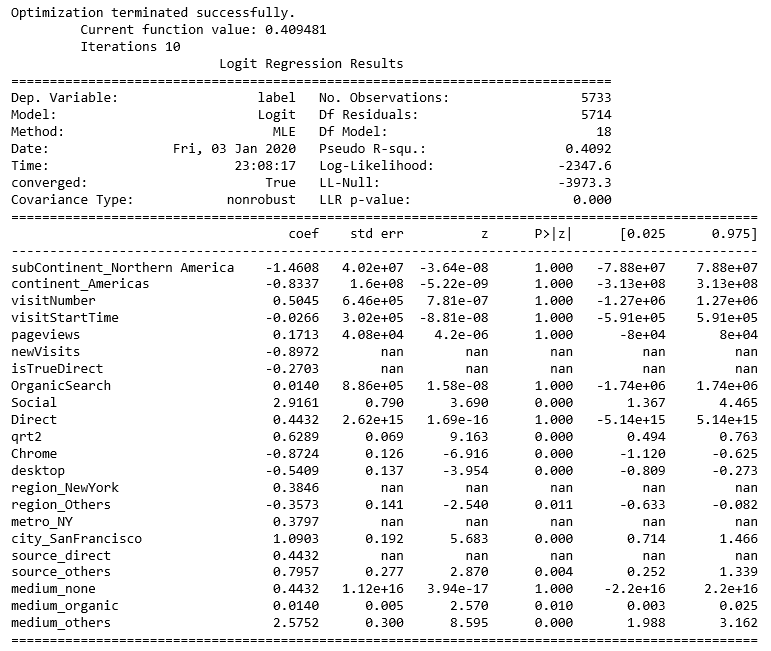 Optimization terminated successfully.
Current function value: 0.409481
Iterations 10
Logit Regression Results
==============================================================================
Dep. Variable: label No. Observations: 5733
Model: Logit Df Residuals: 5714
Method: MLE Df Model: 18
Date: Fri, 03 Jan 2020 Pseudo R-squ.: 0.4092
Time: 23:08:17 Log-Likelihood: -2347.6
converged: True LL-Null: -3973.3
Covariance Type: nonrobust LLR p-value: 0.000
===============================================================================================
coef std err z P>|z| [0.025 0.975]
-----------------------------------------------------------------------------------------------
subContinent_Northern America -1.4608 4.02e+07 -3.64e-08 1.000 -7.88e+07 7.88e+07
continent_Americas -0.8337 1.6e+08 -5.22e-09 1.000 -3.13e+08 3.13e+08
visitNumber 0.5045 6.46e+05 7.81e-07 1.000 -1.27e+06 1.27e+06
visitStartTime -0.0266 3.02e+05 -8.81e-08 1.000 -5.91e+05 5.91e+05
pageviews 0.1713 4.08e+04 4.2e-06 1.000 -8e+04 8e+04
newVisits -0.8972 nan nan nan nan nan
isTrueDirect -0.2703 nan nan nan nan nan
OrganicSearch 0.0140 8.86e+05 1.58e-08 1.000 -1.74e+06 1.74e+06
Social 2.9161 0.790 3.690 0.000 1.367 4.465
Direct 0.4432 2.62e+15 1.69e-16 1.000 -5.14e+15 5.14e+15
qrt2 0.6289 0.069 9.163 0.000 0.494 0.763
Chrome -0.8724 0.126 -6.916 0.000 -1.120 -0.625
desktop -0.5409 0.137 -3.954 0.000 -0.809 -0.273
region_NewYork 0.3846 nan nan nan nan nan
region_Others -0.3573 0.141 -2.540 0.011 -0.633 -0.082
metro_NY 0.3797 nan nan nan nan nan
city_SanFrancisco 1.0903 0.192 5.683 0.000 0.714 1.466
source_direct 0.4432 nan nan nan nan nan
source_others 0.7957 0.277 2.870 0.004 0.252 1.339
medium_none 0.4432 1.12e+16 3.94e-17 1.000 -2.2e+16 2.2e+16
medium_organic 0.0140 0.005 2.570 0.010 0.003 0.025
medium_others 2.5752 0.300 8.595 0.000 1.988 3.162
===============================================================================================